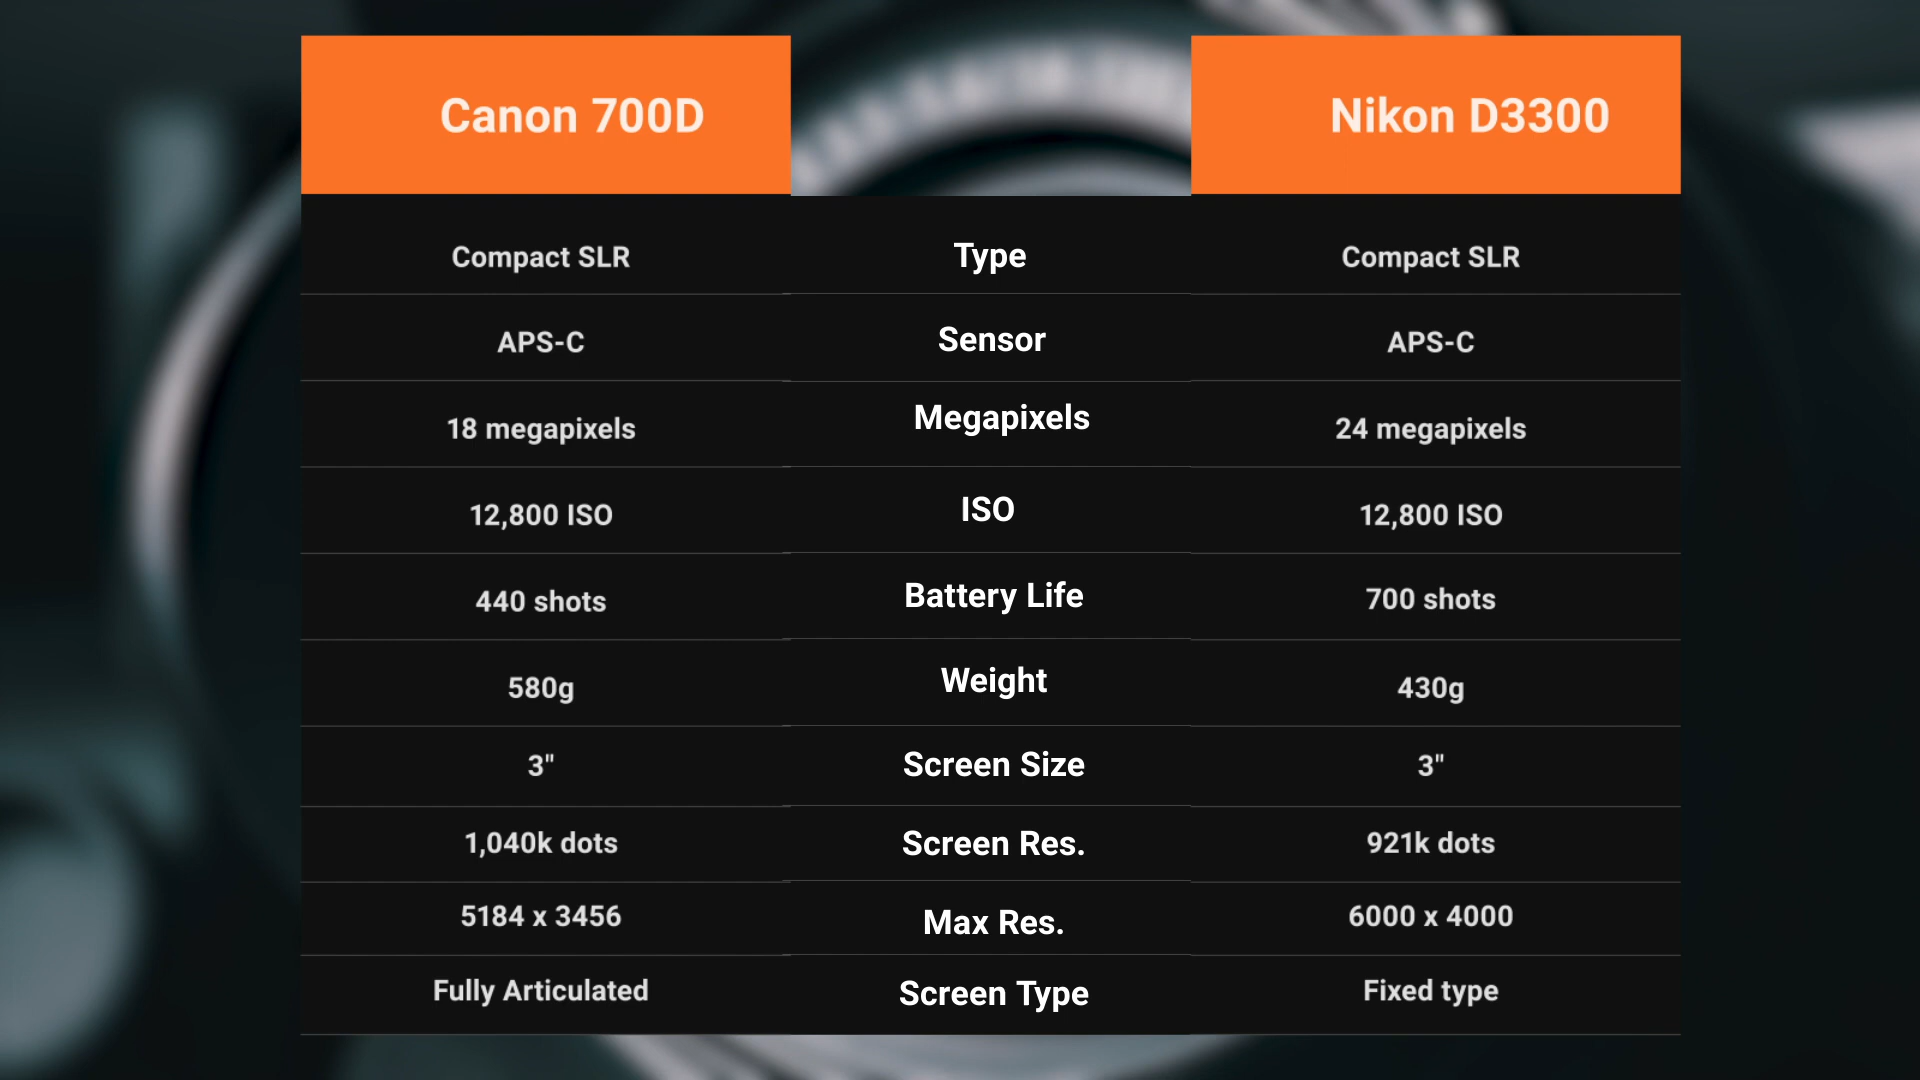 Canon 700D
Nikon D3300
Compact SLR Type Compact SLR
APS-C Sensor APS-C
18 megapixels Megapixels 24 megapixels
12,800 ISO ISO 12,800 ISO
440 shots Battery Life 700 shots
580g Weight 430g
3" Screen Size 3"
1,040k dots Screen Res. 921k dots
5184 x 3456 Max Res. 6000 x 4000
Fully Articulated Screen Type Fixed type